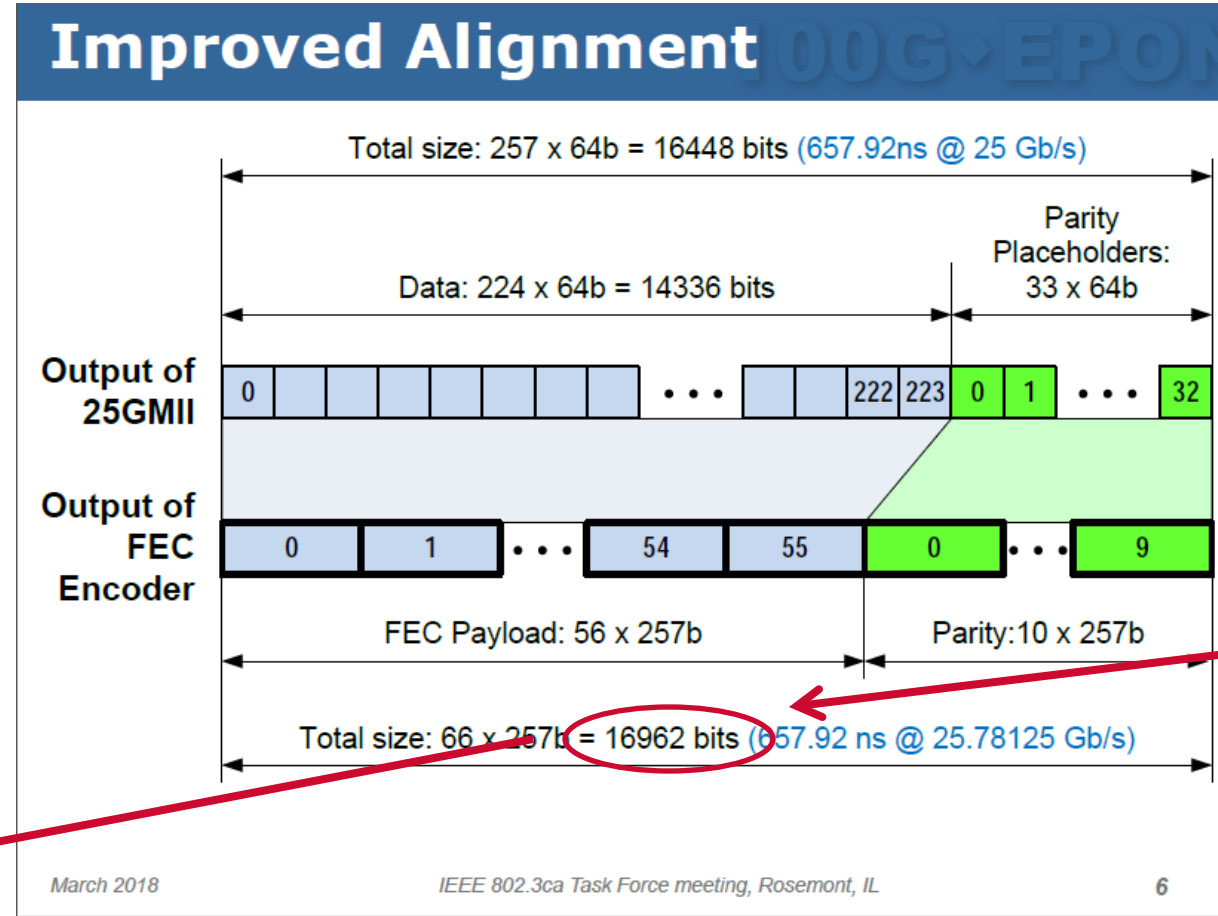 Improved Alignment 100G◆EPON
Total size: 257 x 64b = 16448 bits (657.92ns @ 25 Gb/s)
Parity
Placeholders:
33 x 64b
Data: 224 x 64b = 14336 bits
Output of
25GMII
0 • • • 222 223 0 1 • • • 32
Output of
FEC
Encoder
0 1 • • • 54 55 0 • • • 9
FEC Payload: 56 x 257b
Parity:10 x 257b
Total size: 66 x 257b = 16962 bits (657.92 ns @ 25.78125 Gb/s)
March 2018
IEEE 802.3ca Task Force meeting, Rosemont, IL
6